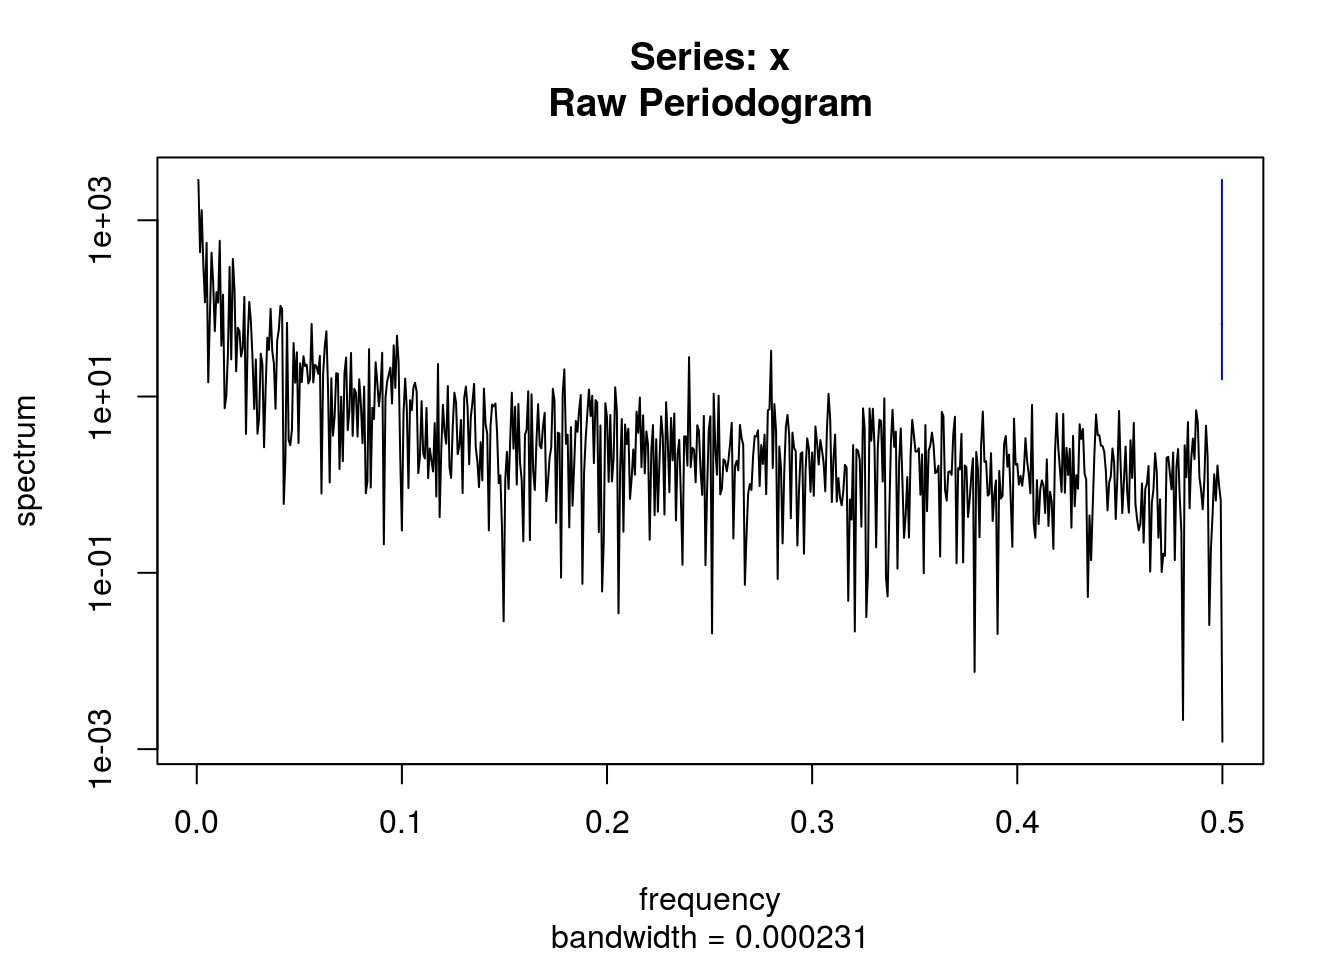 Series: x
Raw Periodogram
spectrum
1e+03
1e+01
1e-01
1e-03
0.0 0.1 0.2 0.3 0.4 0.5
frequency
bandwidth = 0.000231